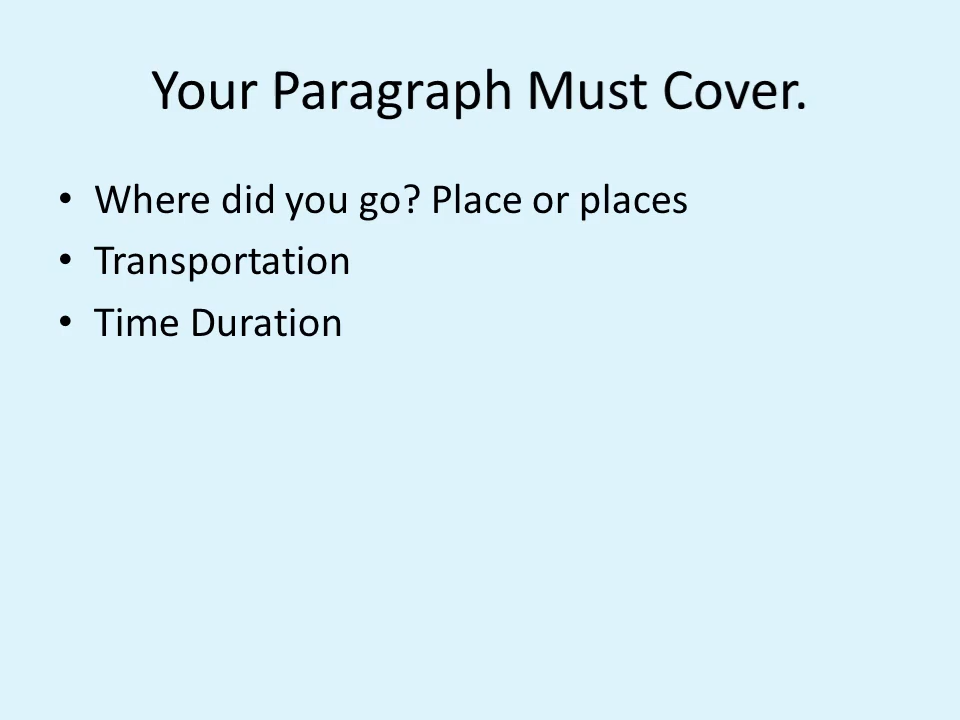 Your Paragraph Must Cover.
• Where did you go? Place or places
• Transportation
• Time Duration